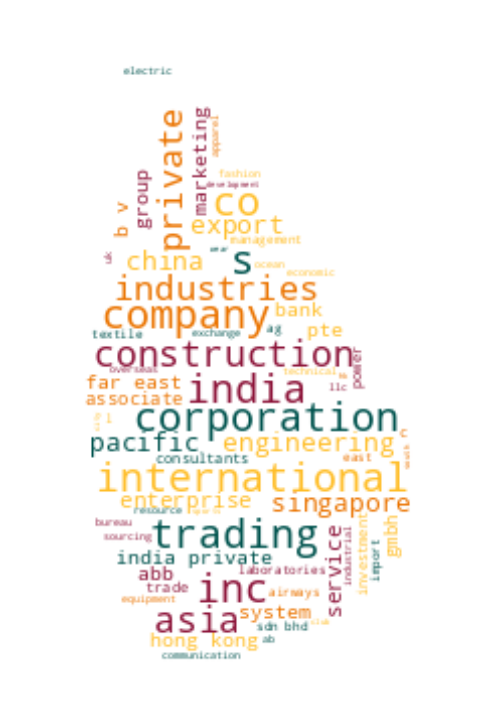 electric
private
marketing
apparel
group
fashion
development
co
b v
export
management
wear
s
uk
china
ocean
economic
industries
company
bank
textile
exchange
ag
pte
construction
power
overseas
technical
far east
india
llc
associate
corporation
pacific
engineering
consultants
east
south
international
enterprise
singapore
resource
bureau
trading
sourcing
service
industrial
investment
import
gmbh
india private
abb
laboratories
trade
inc
airways
equipment
asia
system
sdn bhd
hong kong
ab
communication